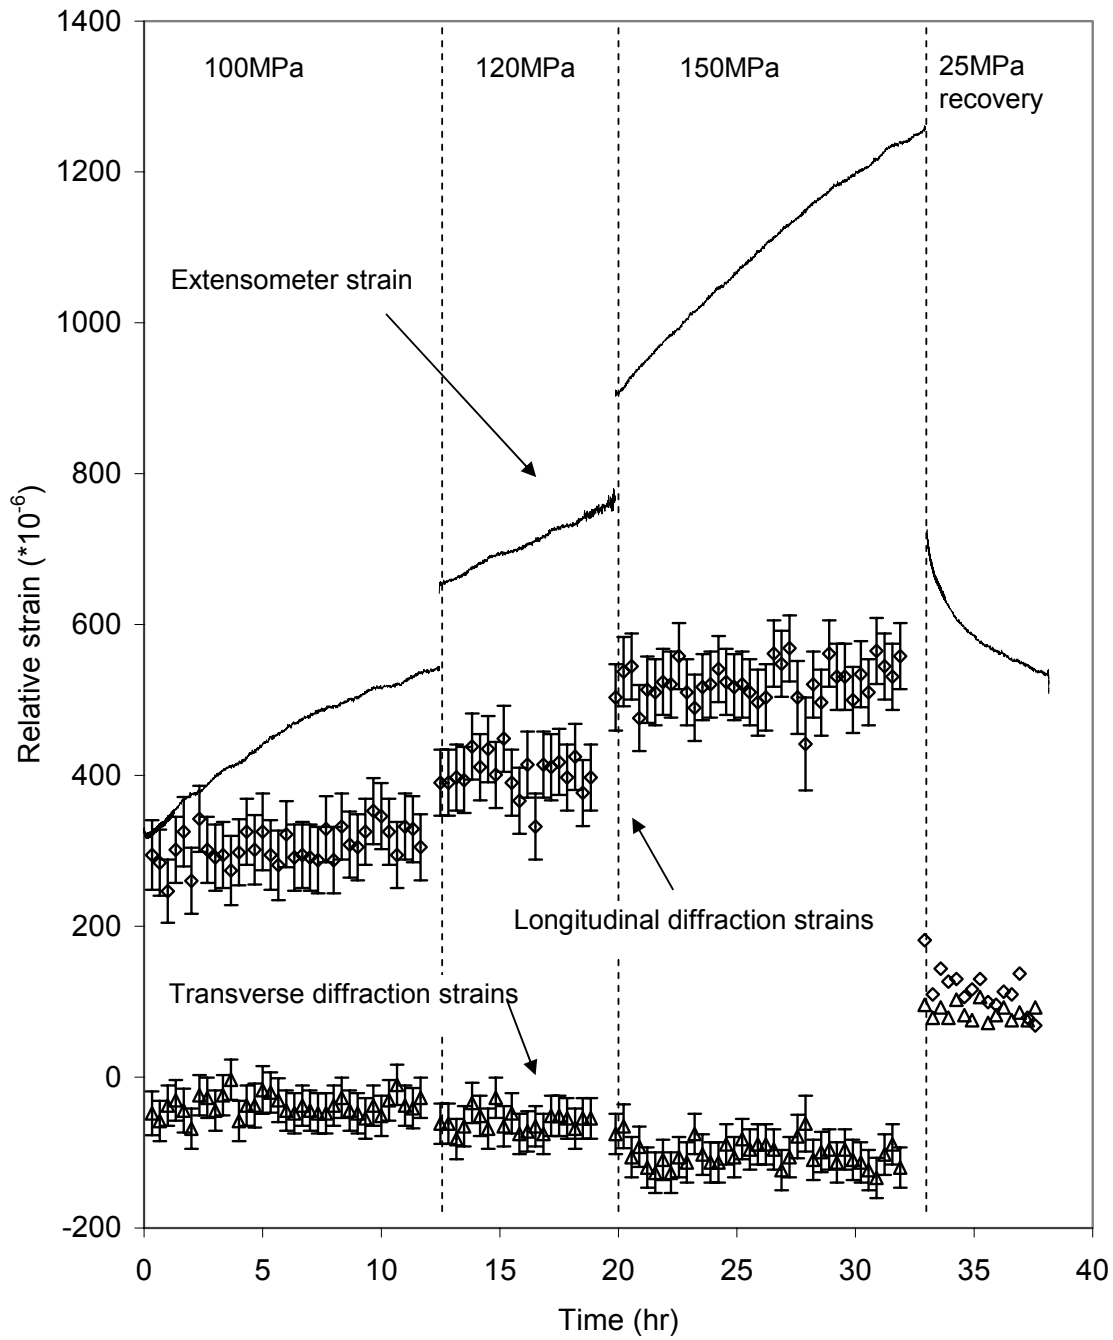 1400
1200
1000
800
600
400
200
0
-200
Relative strain (*10-6)
100MPa
120MPa
150MPa
25MPa
recovery
Extensometer strain
Longitudinal diffraction strains
Transverse diffraction strains
0 5 10 15 20 25 30 35 40
Time (hr)